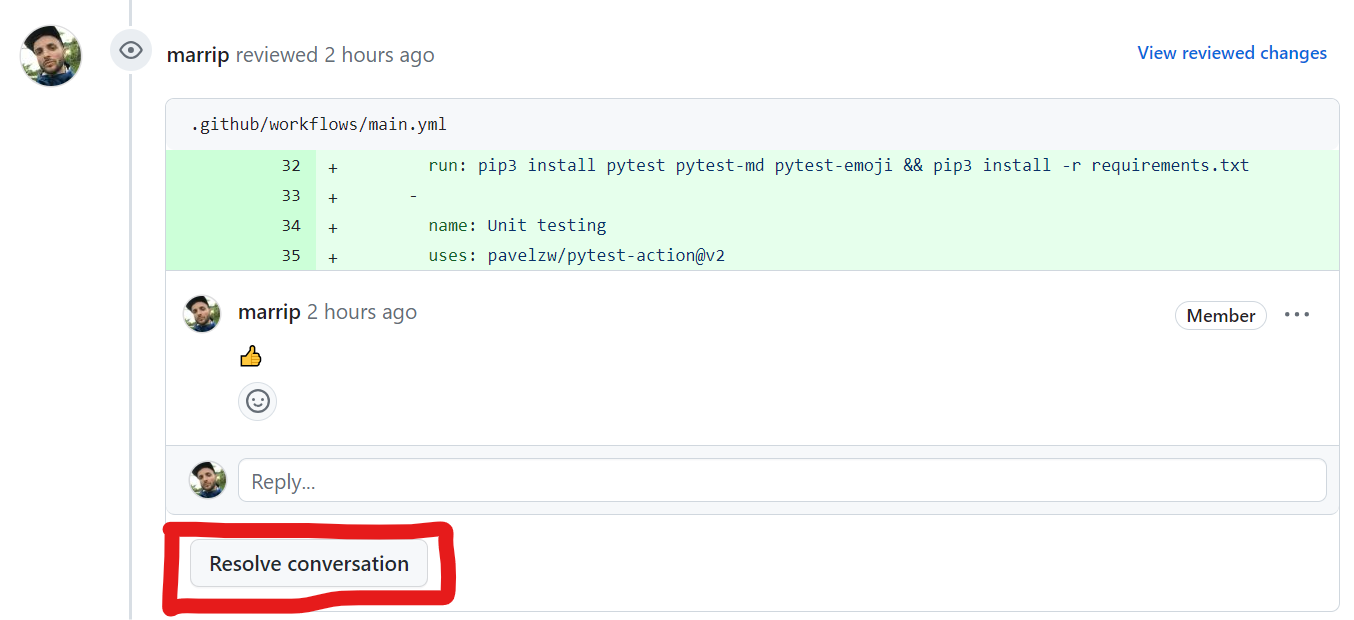 marrip reviewed 2 hours ago
View reviewed changes
.github/workflows/main.yml
32 + run: pip3 install pytest pytest-md pytest-emoji && pip3 install -r requirements.txt
33 + -
34 + name: Unit testing
35 + uses: pavelzw/pytest-action@v2
marrip 2 hours ago
Member
Reply...
Resolve conversation